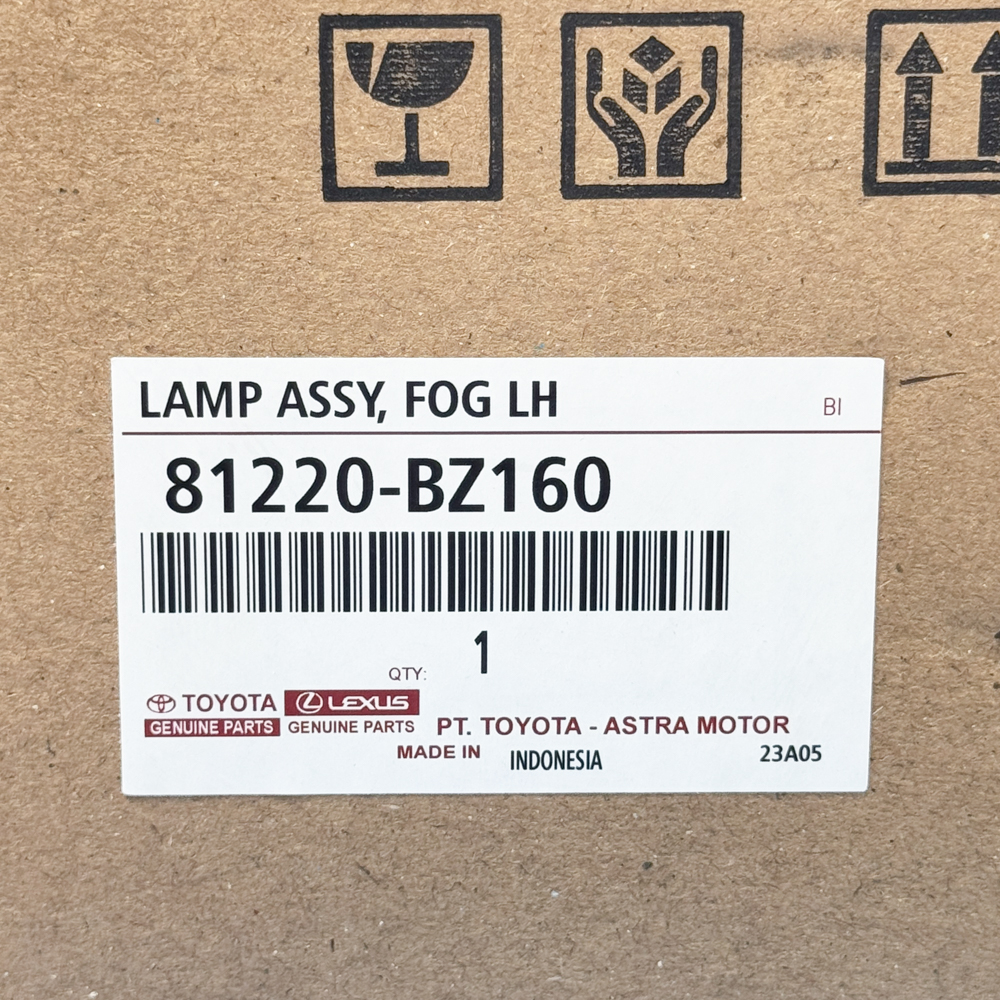 LAMP ASSY, FOG LH
BI
81220-BZ160
QTY: 1
TOYOTA LEXUS
GENUINE PARTS GENUINE PARTS
PT. TOYOTA - ASTRA MOTOR
MADE IN INDONESIA 23A05